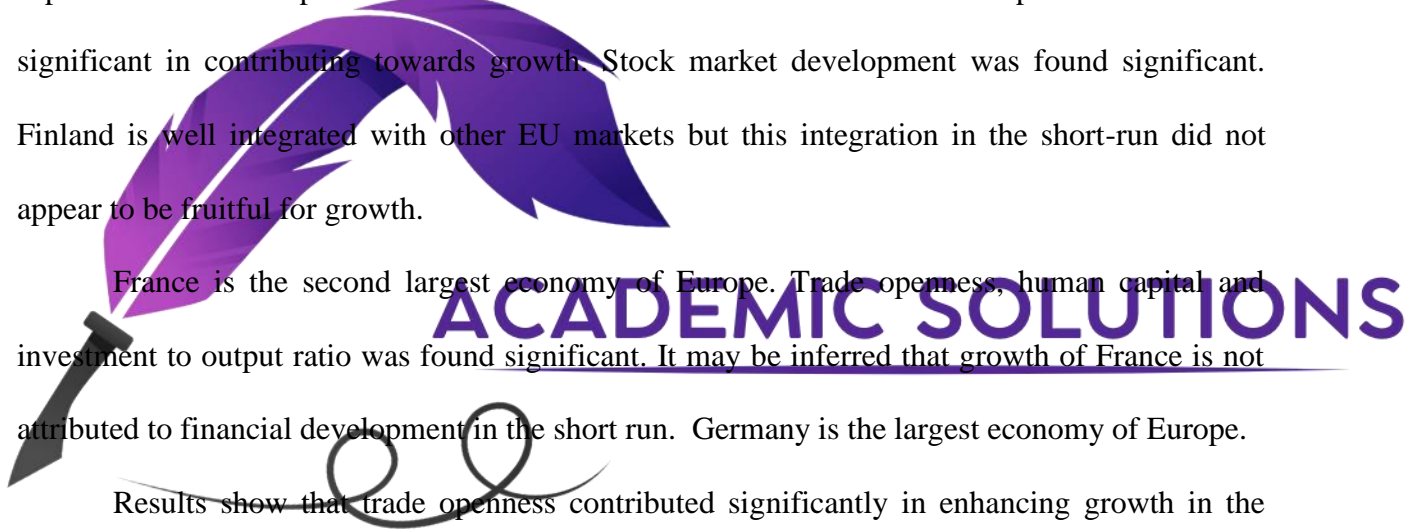 significant in contributing towards growth. Stock market development was found significant.
Finland is well integrated with other EU markets but this integration in the short-run did not
appear to be fruitful for growth.
France is the second largest economy of Europe. Trade openness, human capital and
ACADEMIC SOLUTIONS
investment to output ratio was found significant. It may be inferred that growth of France is not
attributed to financial development in the short run. Germany is the largest economy of Europe.
Results show that trade openness contributed significantly in enhancing growth in the